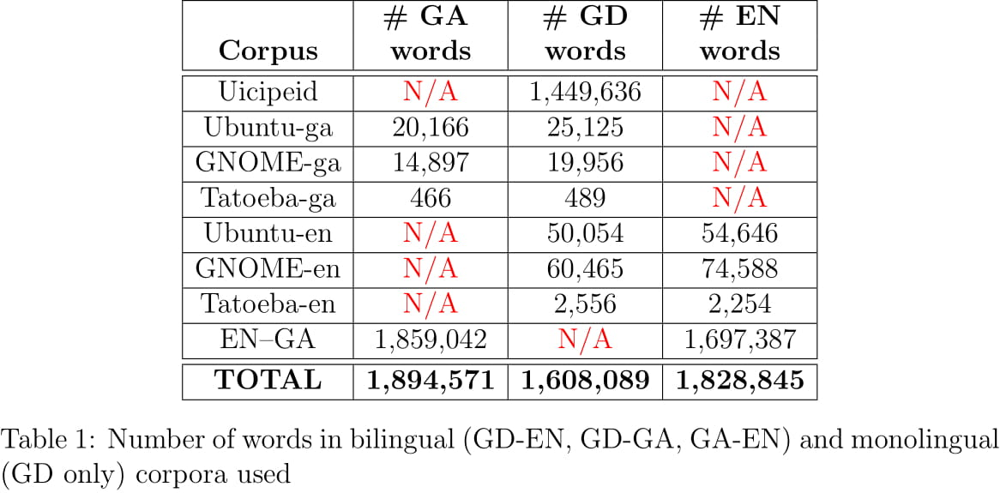 Corpus # GA words # GD words # EN words
Uicipeid N/A 1,449,636 N/A
Ubuntu-ga 20,166 25,125 N/A
GNOME-ga 14,897 19,956 N/A
Tatoeba-ga 466 489 N/A
Ubuntu-en N/A 50,054 54,646
GNOME-en N/A 60,465 74,588
Tatoeba-en N/A 2,556 2,254
EN–GA 1,859,042 N/A 1,697,387
TOTAL 1,894,571 1,608,089 1,828,845
Table 1: Number of words in bilingual (GD-EN, GD-GA, GA-EN) and monolingual
(GD only) corpora used